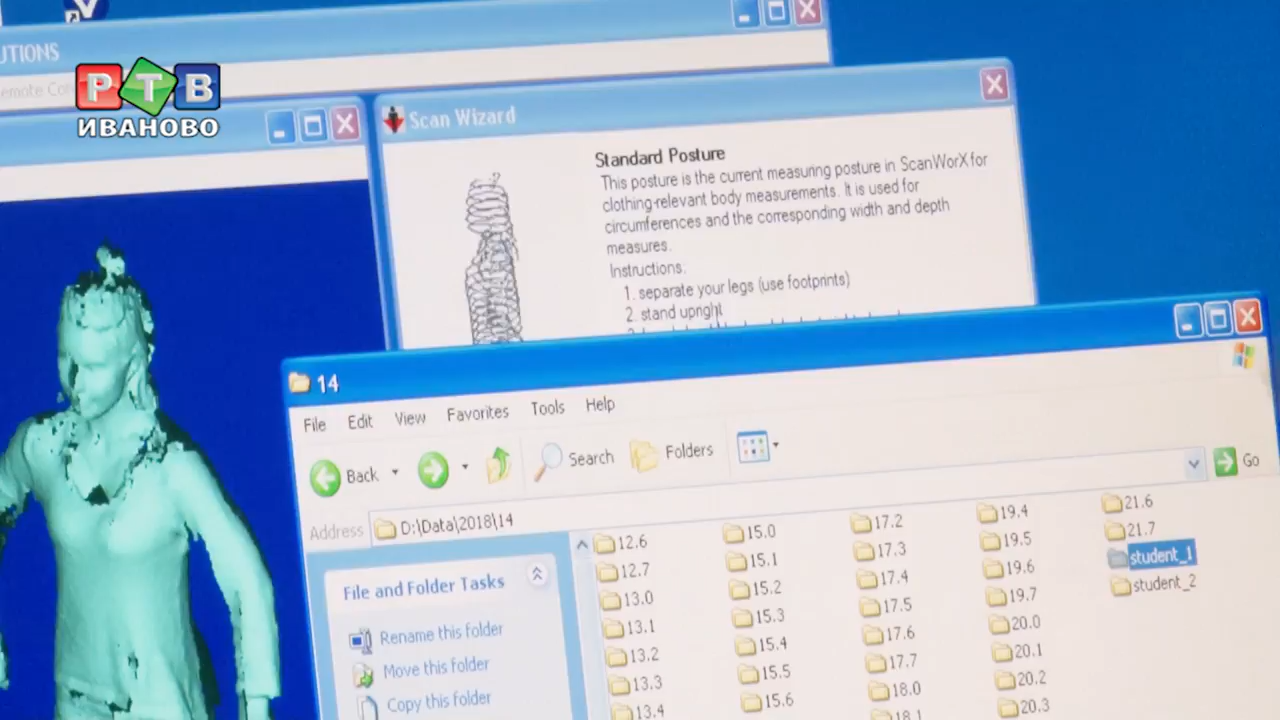 UTIONS
РТВ
ИВАНОВО
Scan Wizard
Standard Posture
This posture is the current measuring posture in ScanWorX for
clothing-relevant body measurements. It is used for
circumferences and the corresponding width and depth
measures.
Instructions:
1. separate your legs (use footprints)
2. stand upright
14
File Edit View Favorites Tools Help
Back Search Folders
Address D:\Data\2018\14 Go
File and Folder Tasks
Rename this folder
Move this folder
Copy this folder
12.6
12.7
13.0
13.1
13.2
13.3
13.4
15.0
15.1
15.2
15.3
15.4
15.5
15.6
17.2
17.3
17.4
17.5
17.6
17.7
18.0
18.1
19.4
19.5
19.6
19.7
20.0
20.1
20.2
20.3
21.6
21.7
student_1
student_2